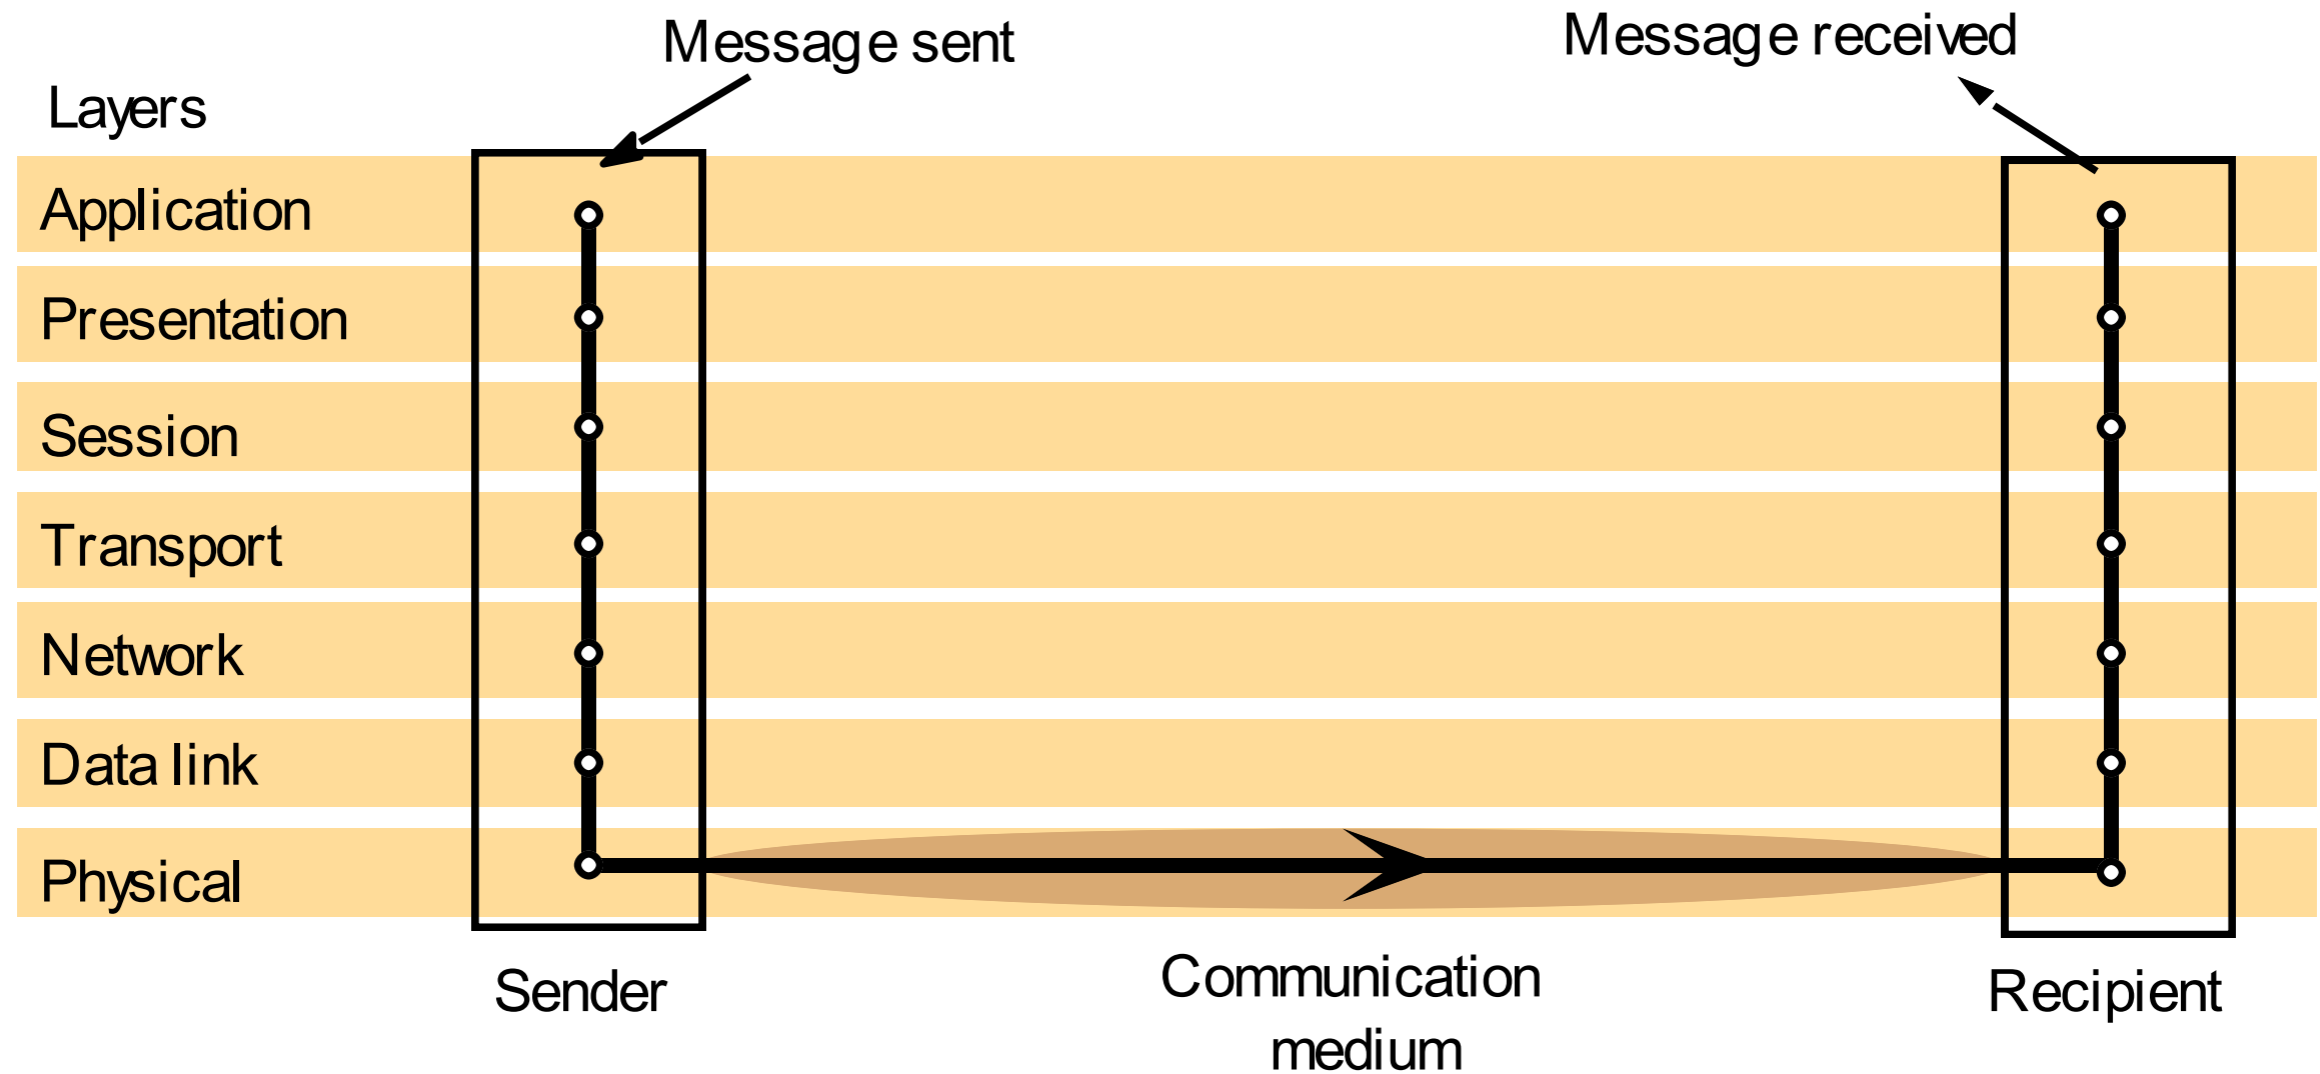 Message sent
Message received
Layers
Application
Presentation
Session
Transport
Network
Data link
Physical
Sender
Communication
medium
Recipient